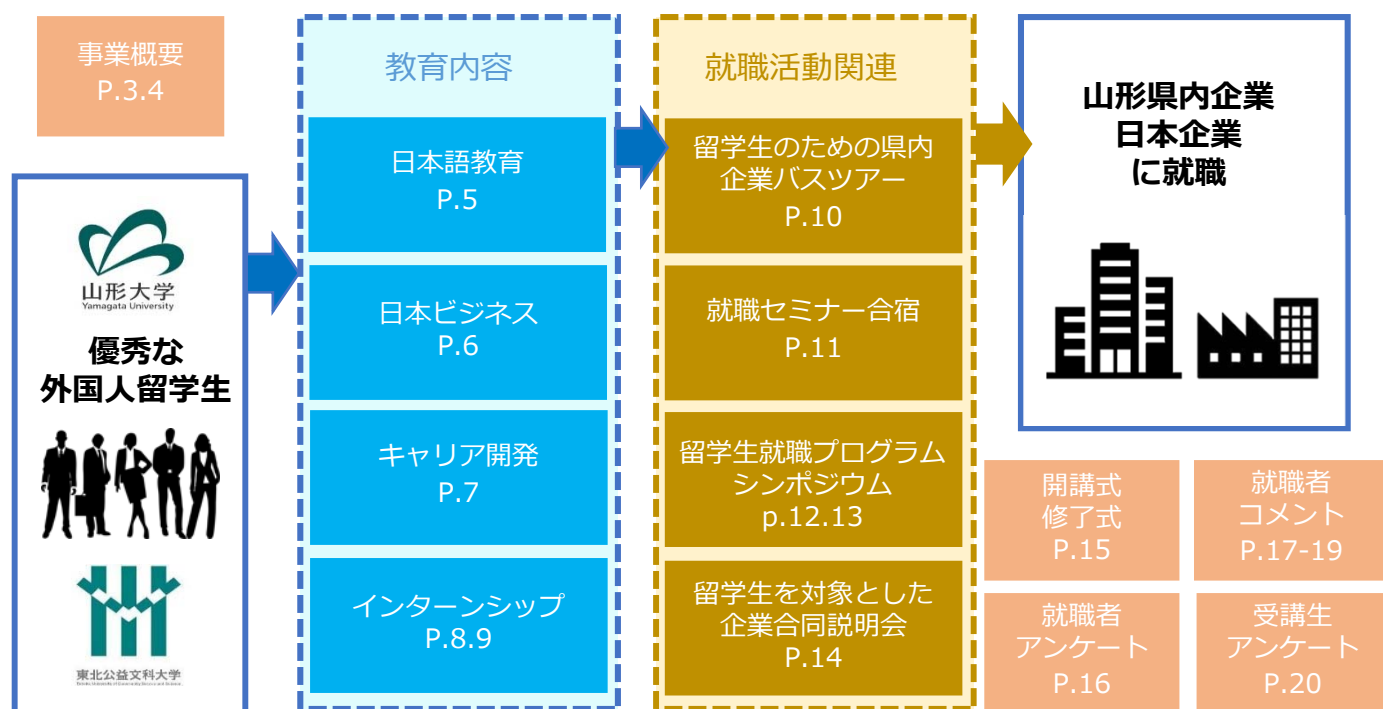 事業概要
P.3.4
山形大学
Yamagata University
優秀な
外国人留学生
東北公益文科大学
教育内容
日本語教育
P.5
日本ビジネス
P.6
キャリア開発
P.7
インターンシップ
P.8.9
就職活動関連
留学生のための県内
企業バスツアー
P.10
就職セミナー合宿
P.11
留学生就職プログラム
シンポジウム
p.12.13
留学生を対象とした
企業合同説明会
P.14
山形県内企業
日本企業
に就職
開講式
修了式
P.15
就職者
コメント
P.17-19
就職者
アンケート
P.16
受講生
アンケート
P.20